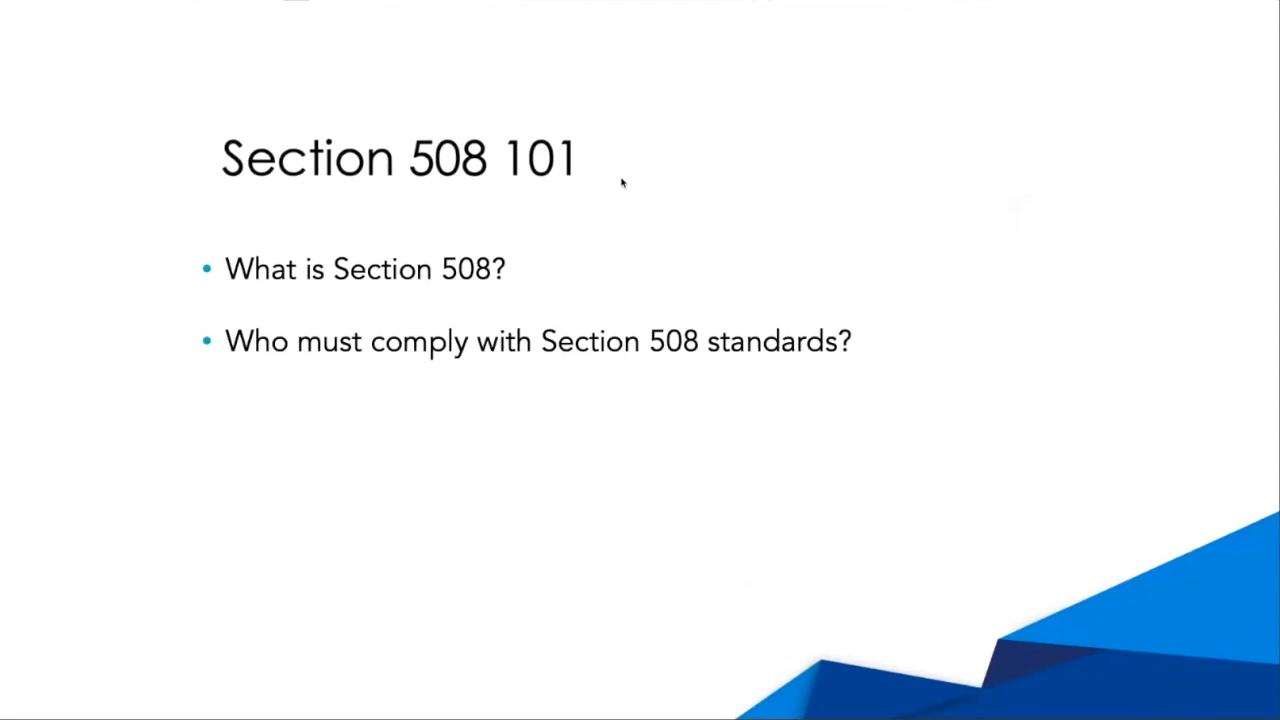 Section 508 101
• What is Section 508?
• Who must comply with Section 508 standards?